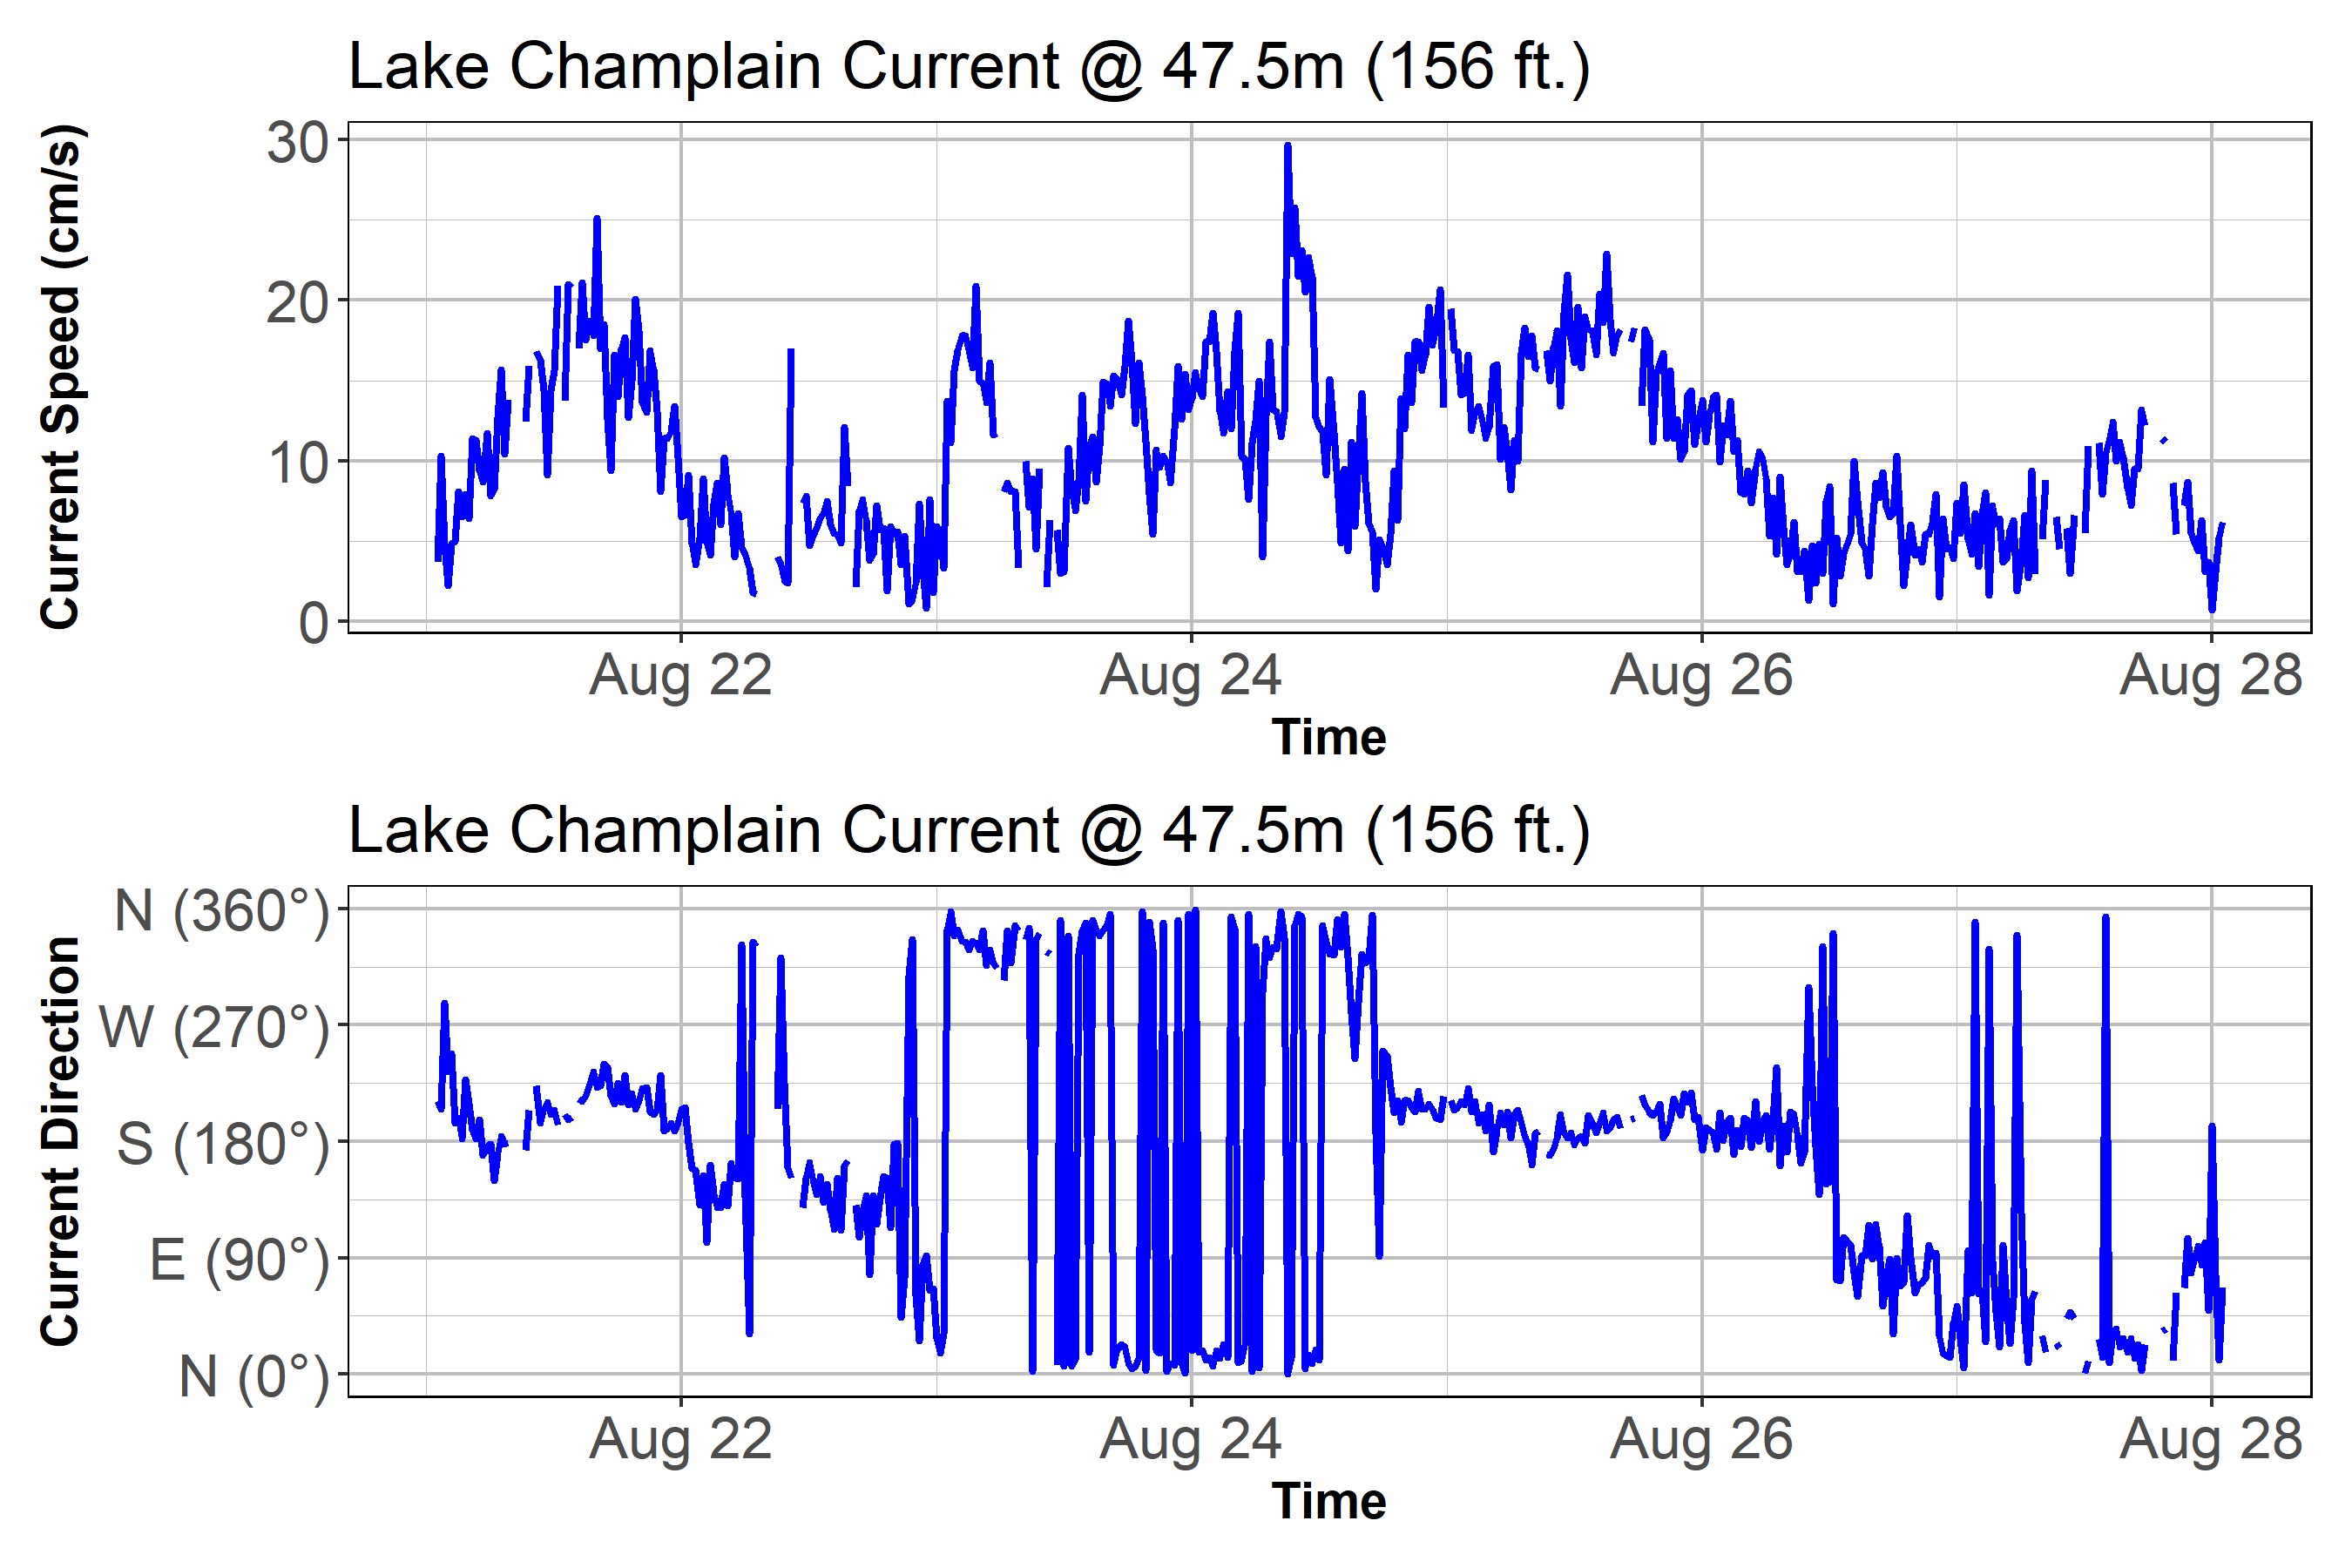 Lake Champlain Current @ 47.5m (156 ft.)
Current Speed (cm/s)
30
20
10
0
Aug 22
Aug 24
Aug 26
Aug 28
Time
Lake Champlain Current @ 47.5m (156 ft.)
Current Direction
N (360°)
W (270°)
S (180°)
E (90°)
N (0°)
Aug 22
Aug 24
Aug 26
Aug 28
Time